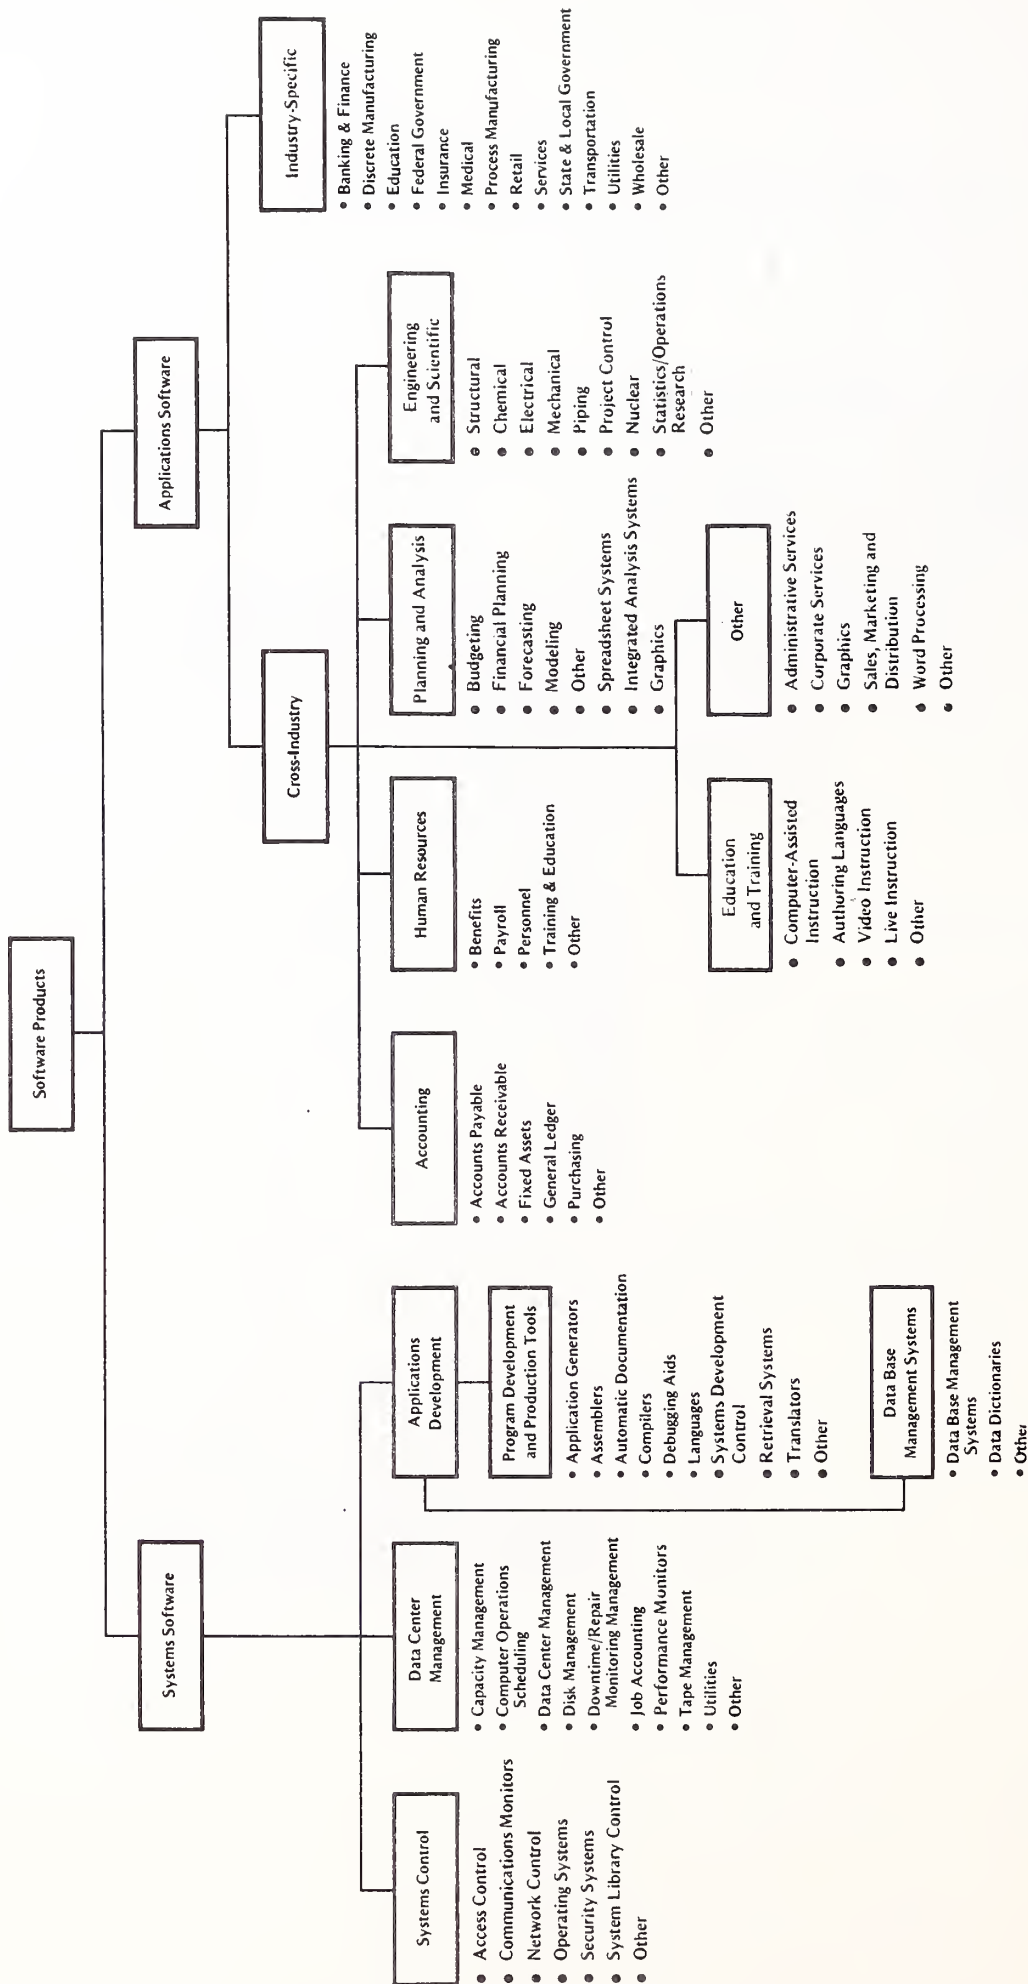 Software Products
Systems Software
Applications Software
Systems Control
• Access Control
• Communications Monitors
• Network Control
• Operating Systems
• Security Systems
• System Library Control
• Other
Data Center
Management
• Capacity Management
• Computer Operations
Scheduling
• Data Center Management
• Disk Management
• Downtime/Repair
Monitoring Management
• Job Accounting
• Performance Monitors
• Tape Management
• Utilities
• Other
Applications
Development
Program Development
and Production Tools
• Application Generators
• Assemblers
• Automatic Documentation
• Compilers
• Debugging Aids
• Languages
• Systems Development
Control
• Retrieval Systems
• Translators
• Other
Data Base
Management Systems
• Data Base Management
Systems
• Data Dictionaries
• Other
Cross-Industry
Accounting
• Accounts Payable
• Accounts Receivable
• Fixed Assets
• General Ledger
• Purchasing
• Other
Human Resources
• Benefits
• Payroll
• Personnel
• Training & Education
• Other
Planning and Analysis
• Budgeting
• Financial Planning
• Forecasting
• Modeling
• Other
• Spreadsheet Systems
• Integrated Analysis Systems
• Graphics
Engineering
and Scientific
• Structural
• Chemical
• Electrical
• Mechanical
• Piping
• Project Control
• Nuclear
• Statistics/Operations
Research
• Other
Education
and Training
• Computer-Assisted
Instruction
• Authoring Languages
• Video Instruction
• Live Instruction
• Other
Other
• Administrative Services
• Corporate Services
• Graphics
• Sales, Marketing and
Distribution
• Word Processing
• Other
Industry-Specific
• Banking & Finance
• Discrete Manufacturing
• Education
• Federal Government
• Insurance
• Medical
• Process Manufacturing
• Retail
• Services
• State & Local Government
• Transportation
• Utilities
• Wholesale
• Other